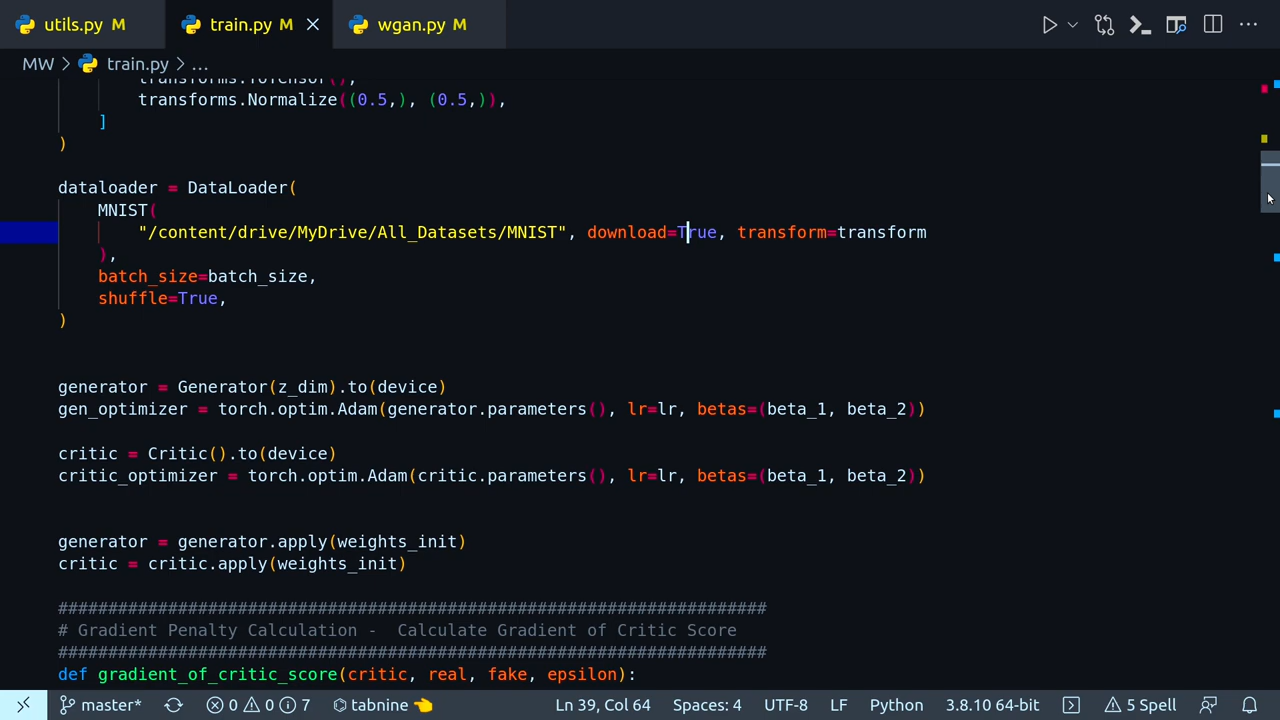 utils.py M train.py M wgan.py M
MW > train.py > ...
transforms.ToTensor(),
transforms.Normalize((0.5,), (0.5,)),
]
)
dataloader = DataLoader(
MNIST(
"/content/drive/MyDrive/All_Datasets/MNIST", download=True, transform=transform
),
batch_size=batch_size,
shuffle=True,
)
generator = Generator(z_dim).to(device)
gen_optimizer = torch.optim.Adam(generator.parameters(), lr=lr, betas=(beta_1, beta_2))
critic = Critic().to(device)
critic_optimizer = torch.optim.Adam(critic.parameters(), lr=lr, betas=(beta_1, beta_2))
generator = generator.apply(weights_init)
critic = critic.apply(weights_init)
#######################################################################
# Gradient Penalty Calculation -  Calculate Gradient of Critic Score
#######################################################################
def gradient_of_critic_score(critic, real, fake, epsilon):
master* 0 0 7 tabnine 👈 Ln 39, Col 64 Spaces: 4 UTF-8 LF Python 3.8.10 64-bit 5 Spell